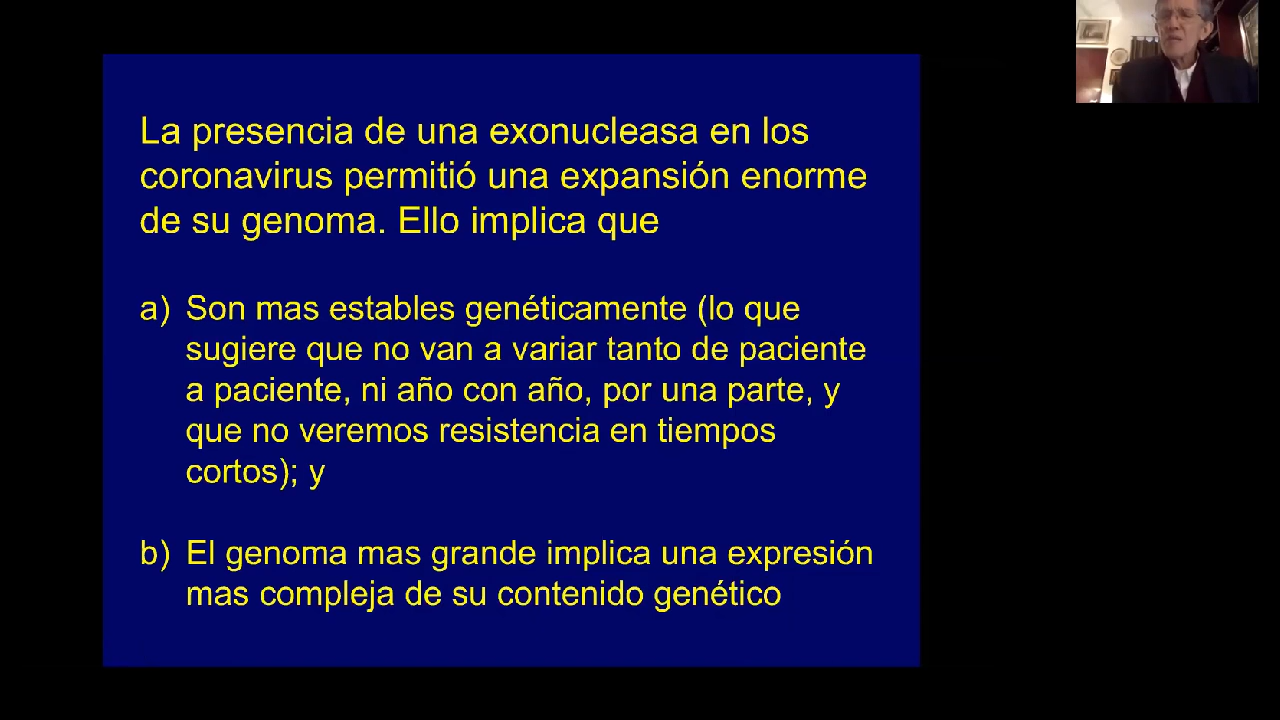 La presencia de una exonucleasa en los
coronavirus permitió una expansión enorme
de su genoma. Ello implica que
a) Son mas estables genéticamente (lo que
sugiere que no van a variar tanto de paciente
a paciente, ni año con año, por una parte, y
que no veremos resistencia en tiempos
cortos); y
b) El genoma mas grande implica una expresión
mas compleja de su contenido genético